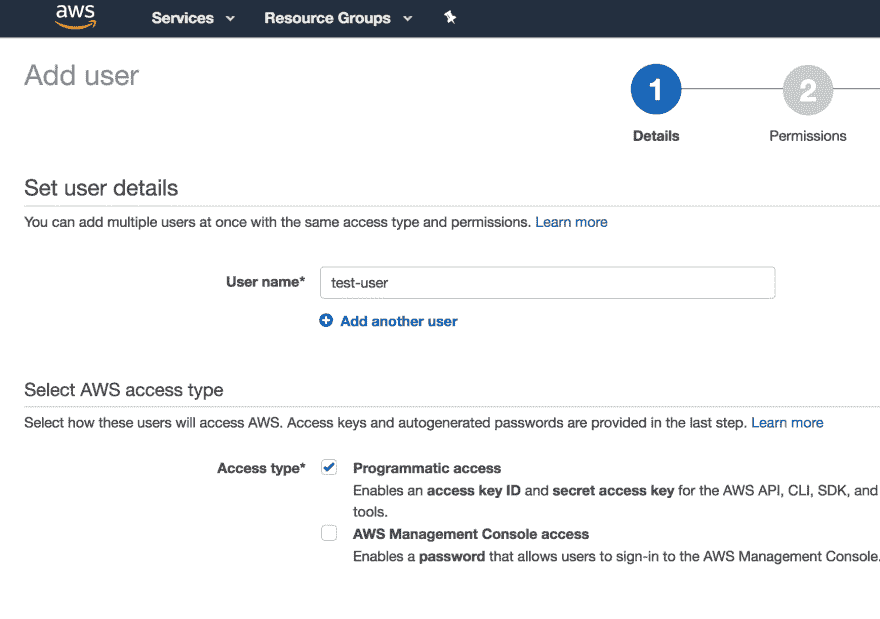 aws Services Resource Groups
Add user
1 2
Details Permissions
Set user details
You can add multiple users at once with the same access type and permissions. Learn more
User name* test-user
Add another user
Select AWS access type
Select how these users will access AWS. Access keys and autogenerated passwords are provided in the last step. Learn more
Access type* Programmatic access
Enables an access key ID and secret access key for the AWS API, CLI, SDK, and
tools.
AWS Management Console access
Enables a password that allows users to sign-in to the AWS Management Console.